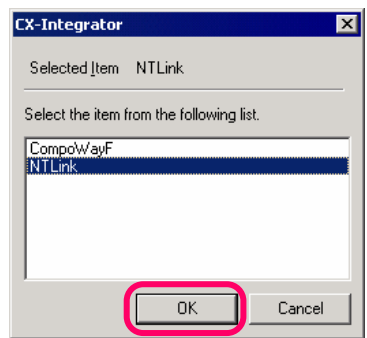 CX-Integrator
Selected Item NTLink
Select the item from the following list.
CompoWayF
NTLink
OK Cancel